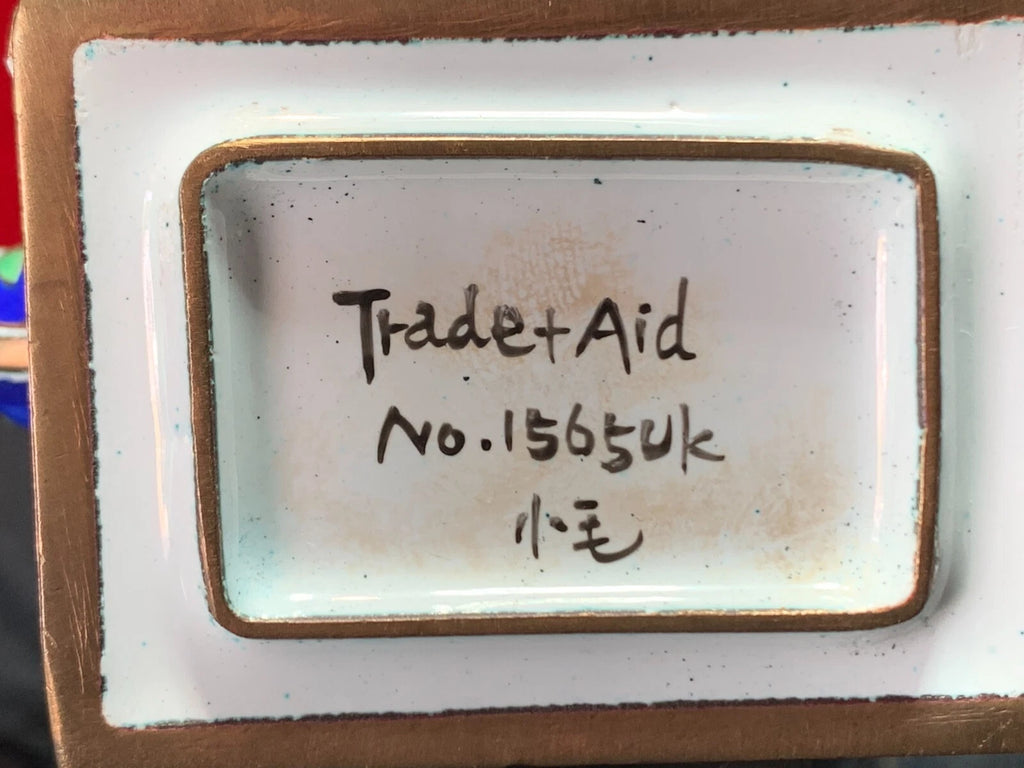 Trade+Aid
No.1565Uk
小毛